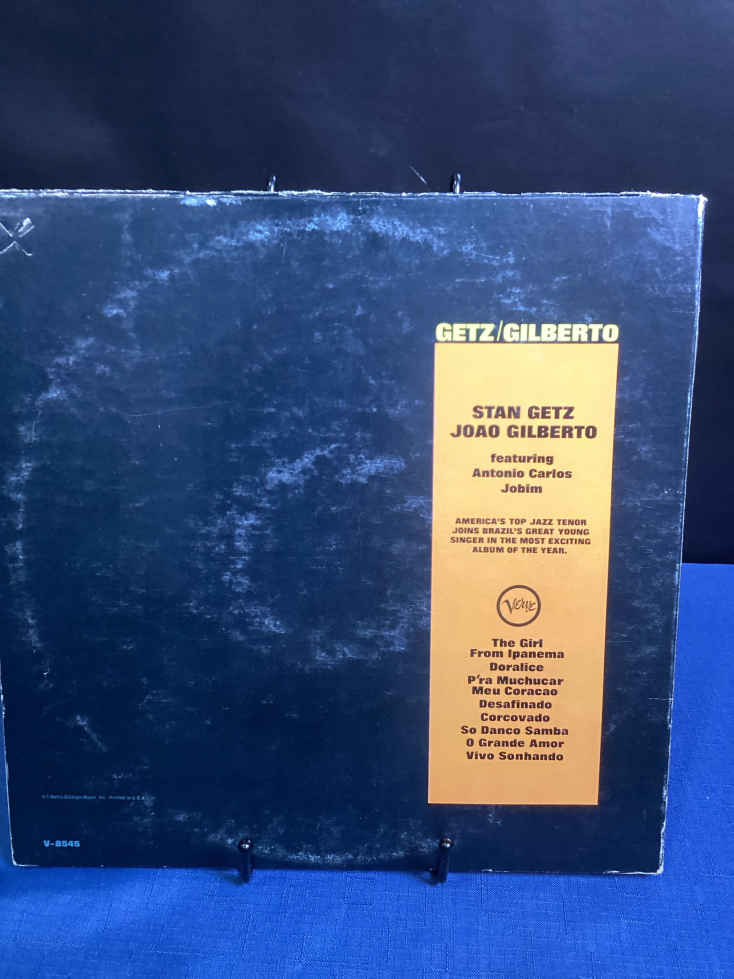 GETZ/GILBERTO
STAN GETZ
JOAO GILBERTO
featuring
Antonio Carlos
Jobim
AMERICA'S TOP JAZZ TENOR
JOINS BRAZIL'S GREAT YOUNG
SINGER IN THE MOST EXCITING
ALBUM OF THE YEAR.
Verve
The Girl
From Ipanema
Doralice
P'ra Muchucar
Meu Coracao
Desafinado
Corcovado
So Danco Samba
O Grande Amor
Vivo Sonhando
V-8545